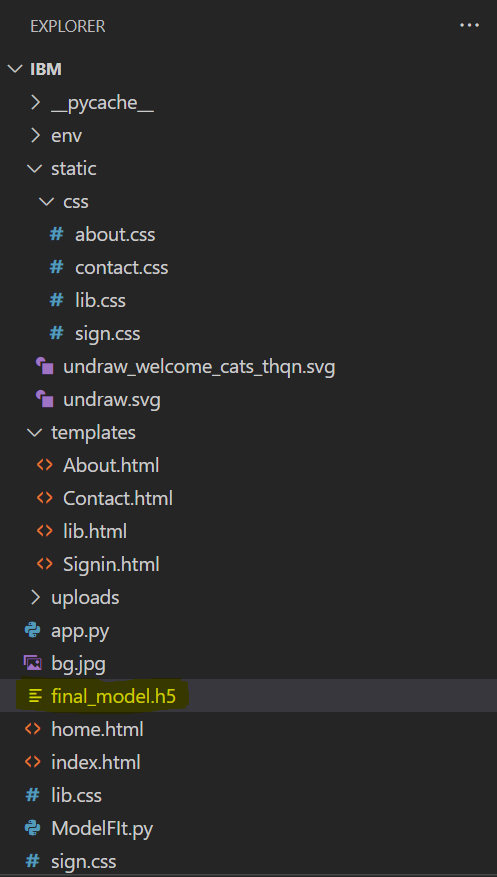 EXPLORER
IBM
__pycache__
env
static
css
about.css
contact.css
lib.css
sign.css
undraw_welcome_cats_thqn.svg
undraw.svg
templates
About.html
Contact.html
lib.html
Signin.html
uploads
app.py
bg.jpg
final_model.h5
home.html
index.html
lib.css
ModelFIt.py
sign.css